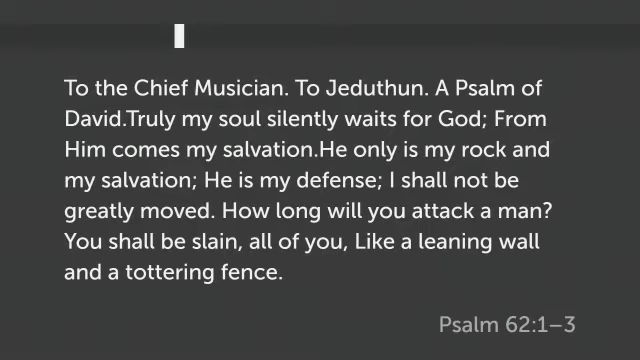 To the Chief Musician. To Jeduthun. A Psalm of
David.Truly my soul silently waits for God; From
Him comes my salvation.He only is my rock and
my salvation; He is my defense; I shall not be
greatly moved. How long will you attack a man?
You shall be slain, all of you, Like a leaning wall
and a tottering fence.
Psalm 62:1–3